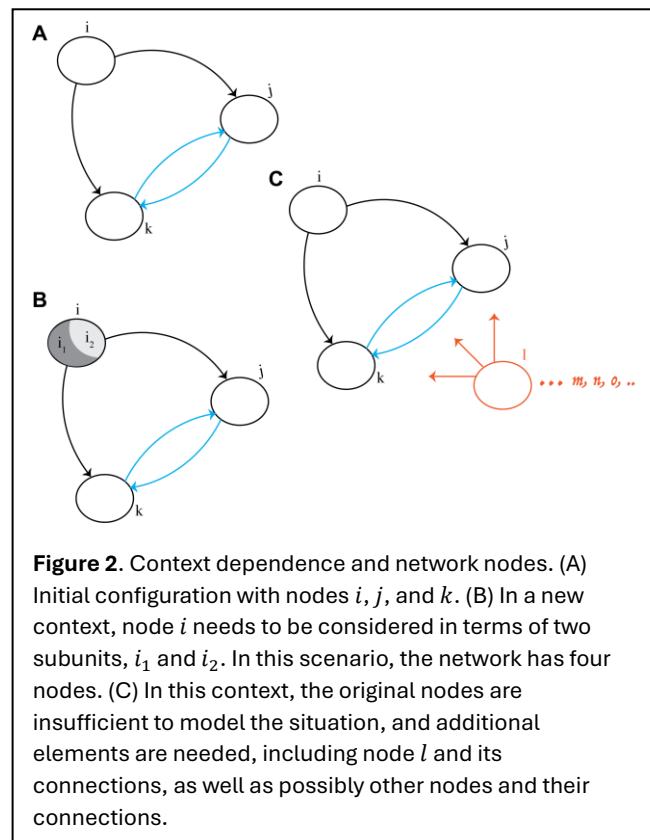 A
i
j
k
C
i
j
k
l
... m, n, o, ..
B
i
i₁ i₂
j
k
Figure 2. Context dependence and network nodes. (A)
Initial configuration with nodes i, j, and k. (B) In a new
context, node i needs to be considered in terms of two
subunits, i₁ and i₂. In this scenario, the network has four
nodes. (C) In this context, the original nodes are
insufficient to model the situation, and additional
elements are needed, including node l and its
connections, as well as possibly other nodes and their
connections.